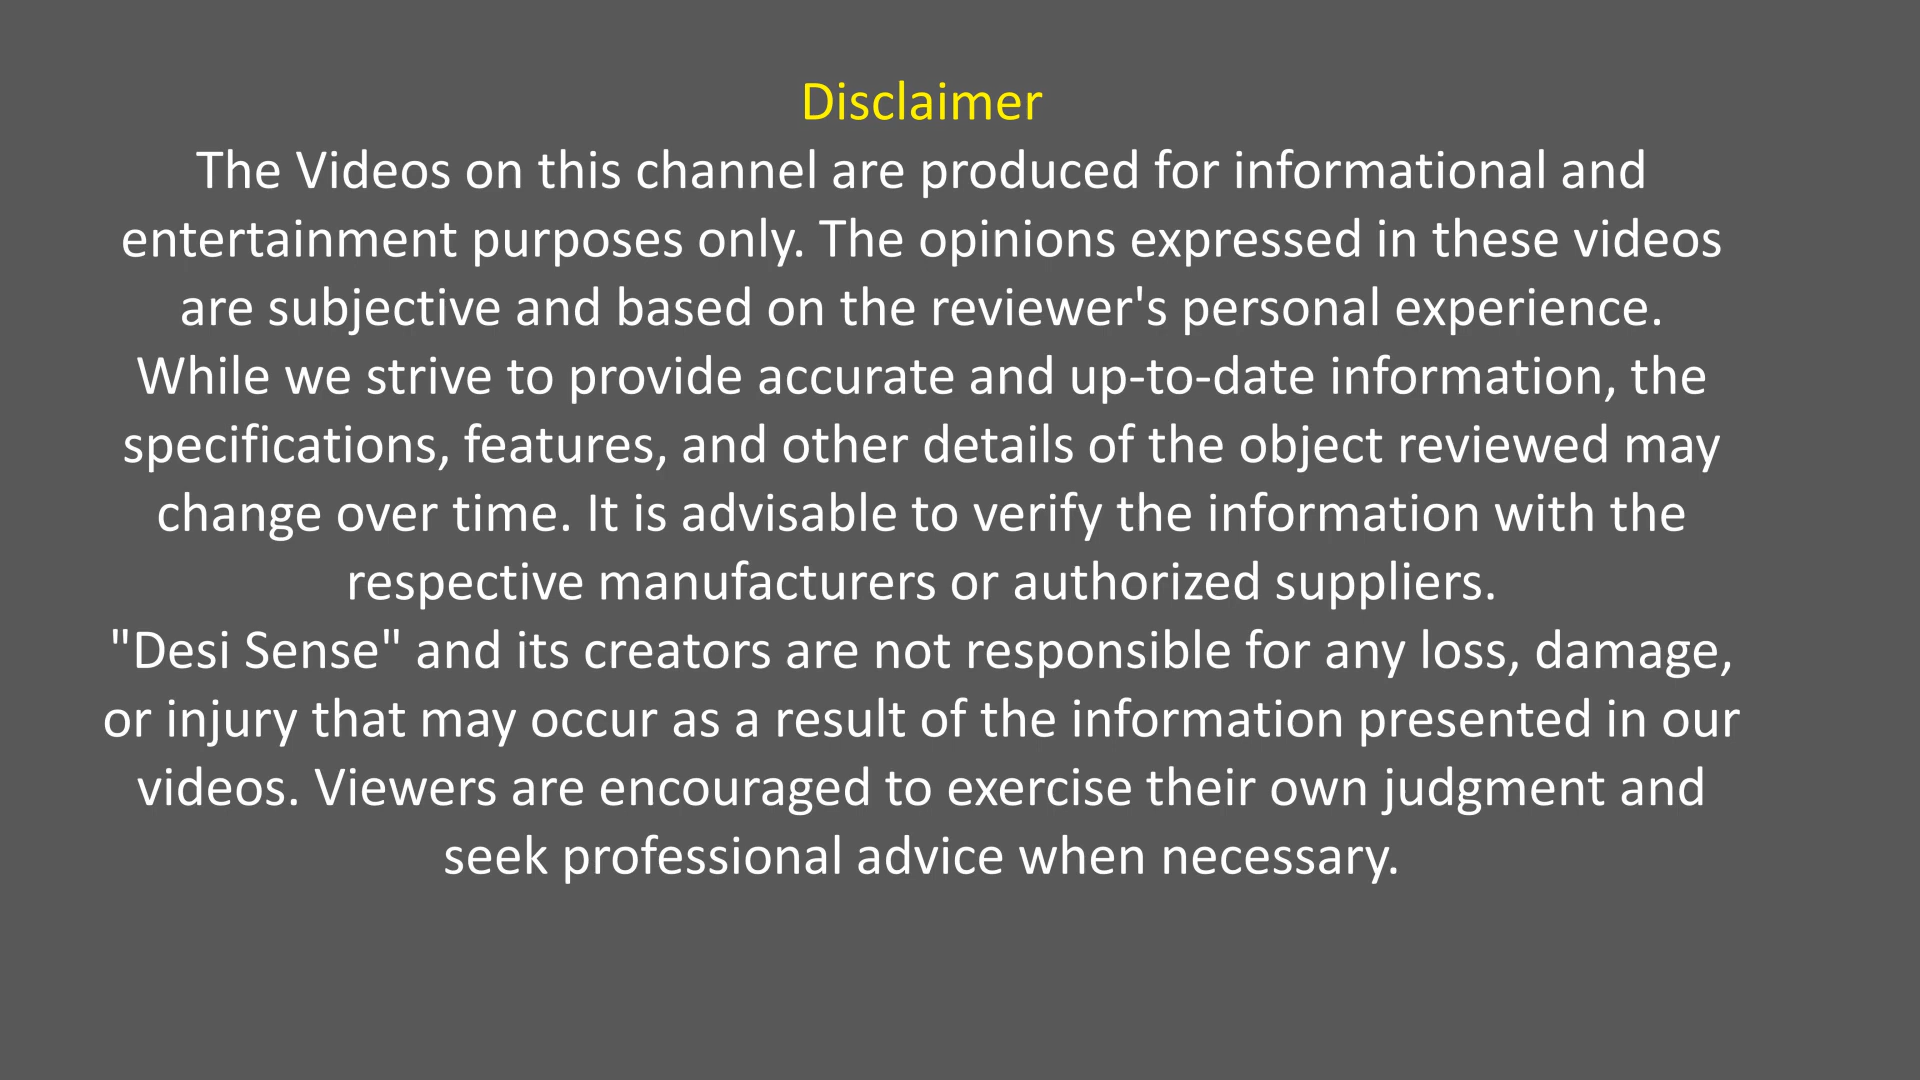 Disclaimer
The Videos on this channel are produced for informational and
entertainment purposes only. The opinions expressed in these videos
are subjective and based on the reviewer's personal experience.
While we strive to provide accurate and up-to-date information, the
specifications, features, and other details of the object reviewed may
change over time. It is advisable to verify the information with the
respective manufacturers or authorized suppliers.
"Desi Sense" and its creators are not responsible for any loss, damage,
or injury that may occur as a result of the information presented in our
videos. Viewers are encouraged to exercise their own judgment and
seek professional advice when necessary.